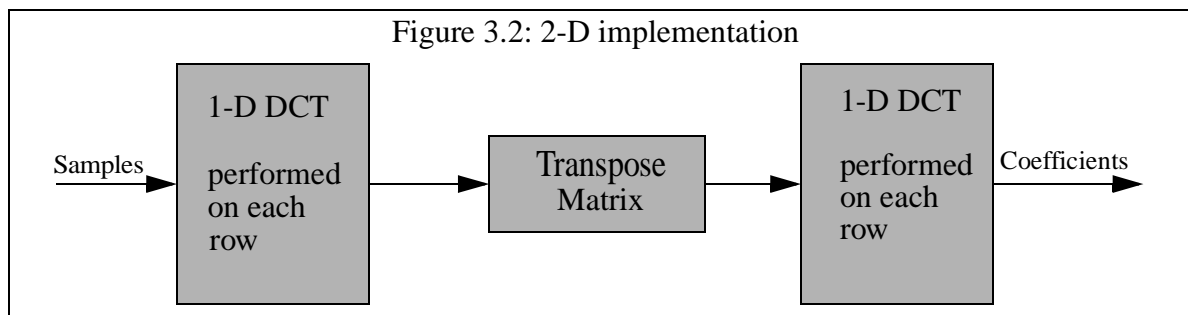 Figure 3.2: 2-D implementation
Samples
1-D DCT
performed
on each
row
Transpose
Matrix
1-D DCT
performed
on each
row
Coefficients